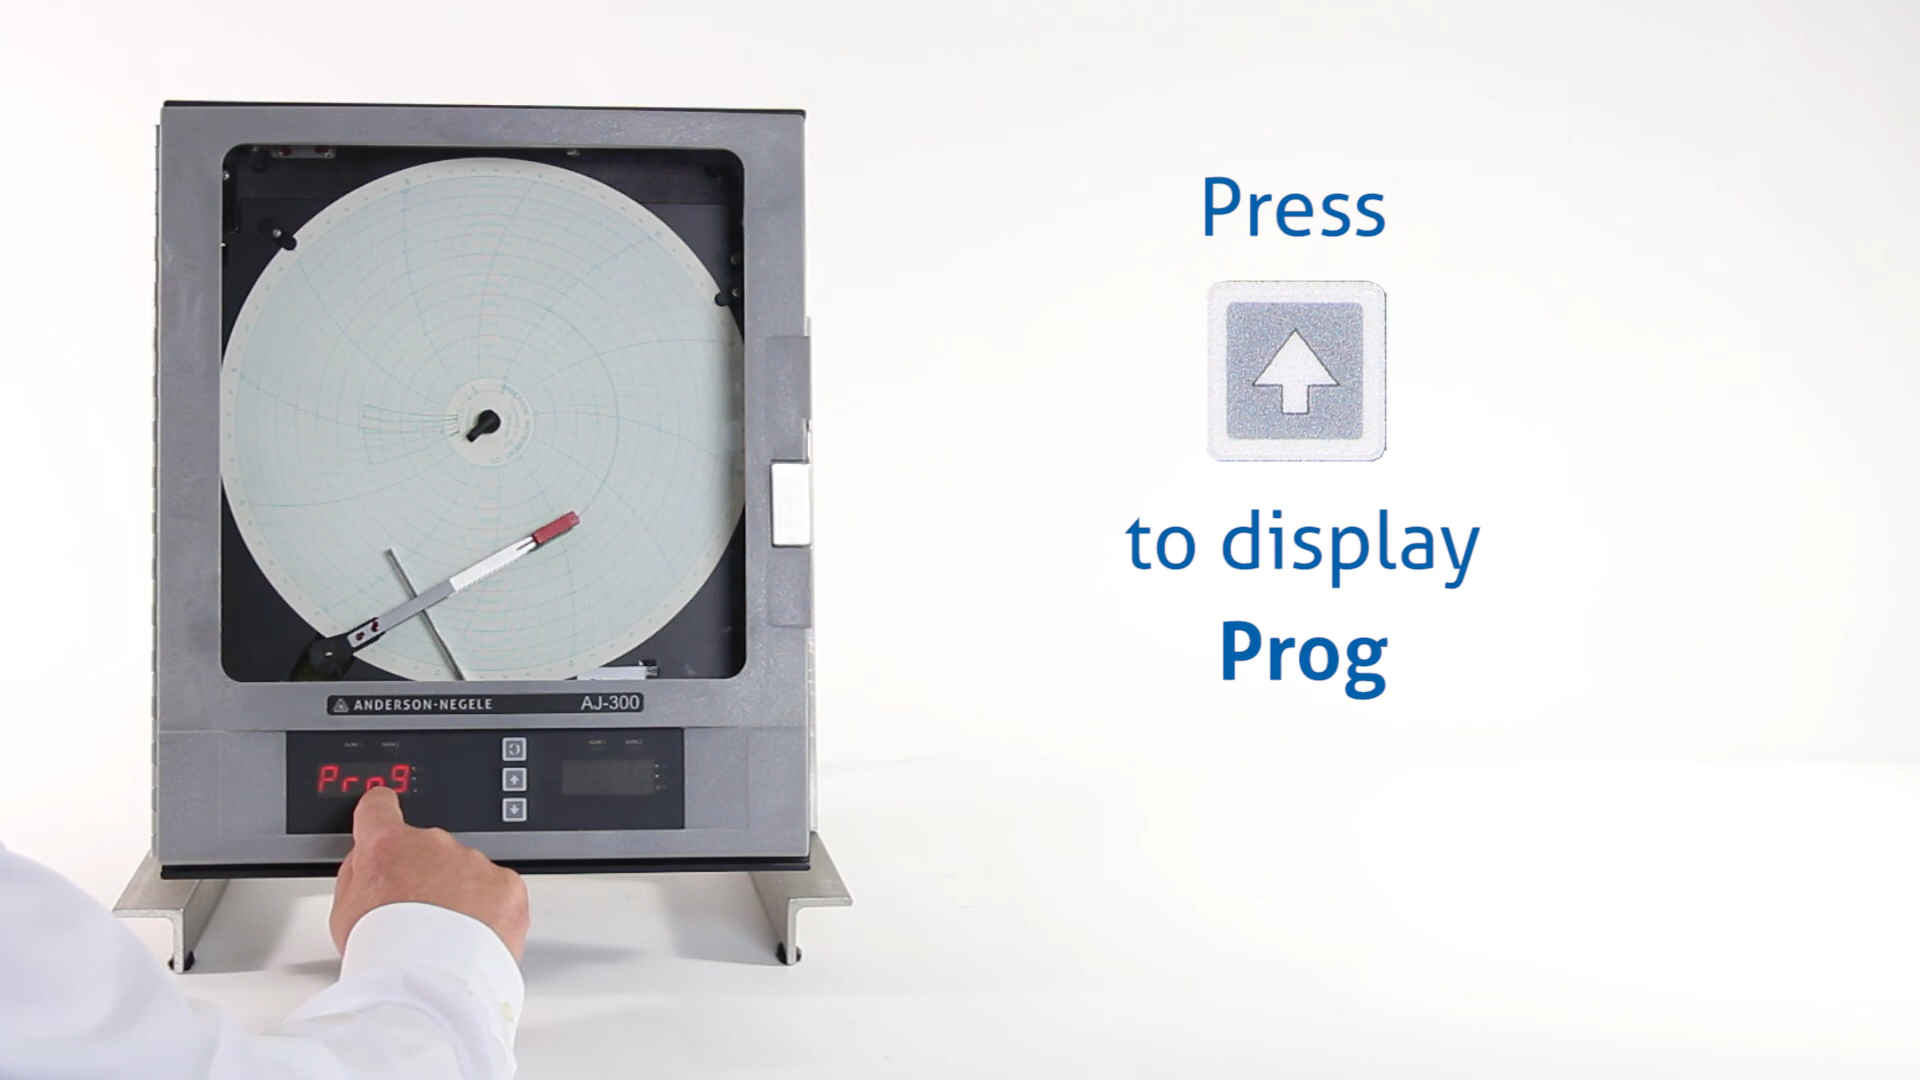 Press
to display
Prog
ANDERSON-NEGELE AJ-300
Prog